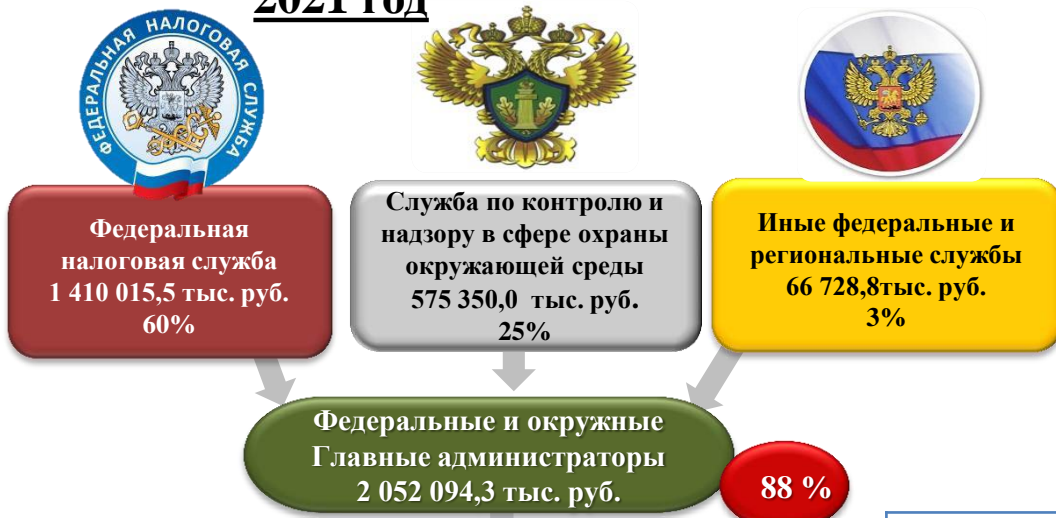 2021 год
ФЕДЕРАЛЬНАЯ НАЛОГОВАЯ СЛУЖБА
Федеральная
налоговая служба
1 410 015,5 тыс. руб.
60%
Служба по контролю и
надзору в сфере охраны
окружающей среды
575 350,0 тыс. руб.
25%
Иные федеральные и
региональные службы
66 728,8тыс. руб.
3%
Федеральные и окружные
Главные администраторы
2 052 094,3 тыс. руб.
88 %